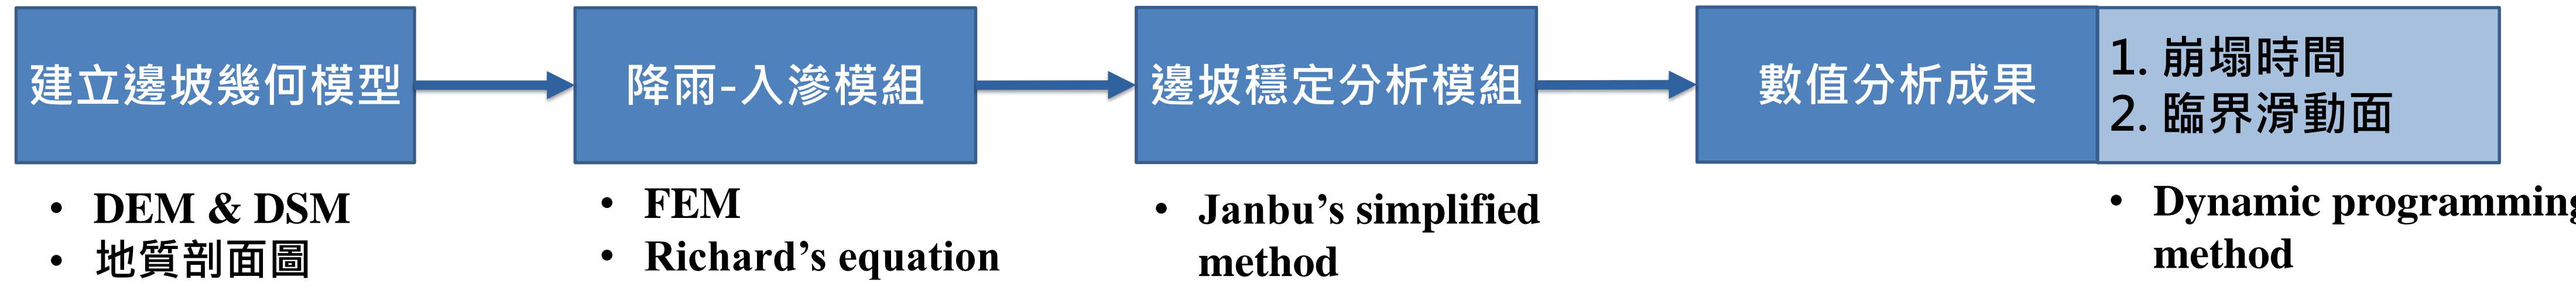 建立邊坡幾何模型
• DEM & DSM
• 地質剖面圖
降雨-入滲模組
• FEM
• Richard’s equation
邊坡穩定分析模組
• Janbu’s simplified
method
數值分析成果
1. 崩塌時間
2. 臨界滑動面
• Dynamic programming
method